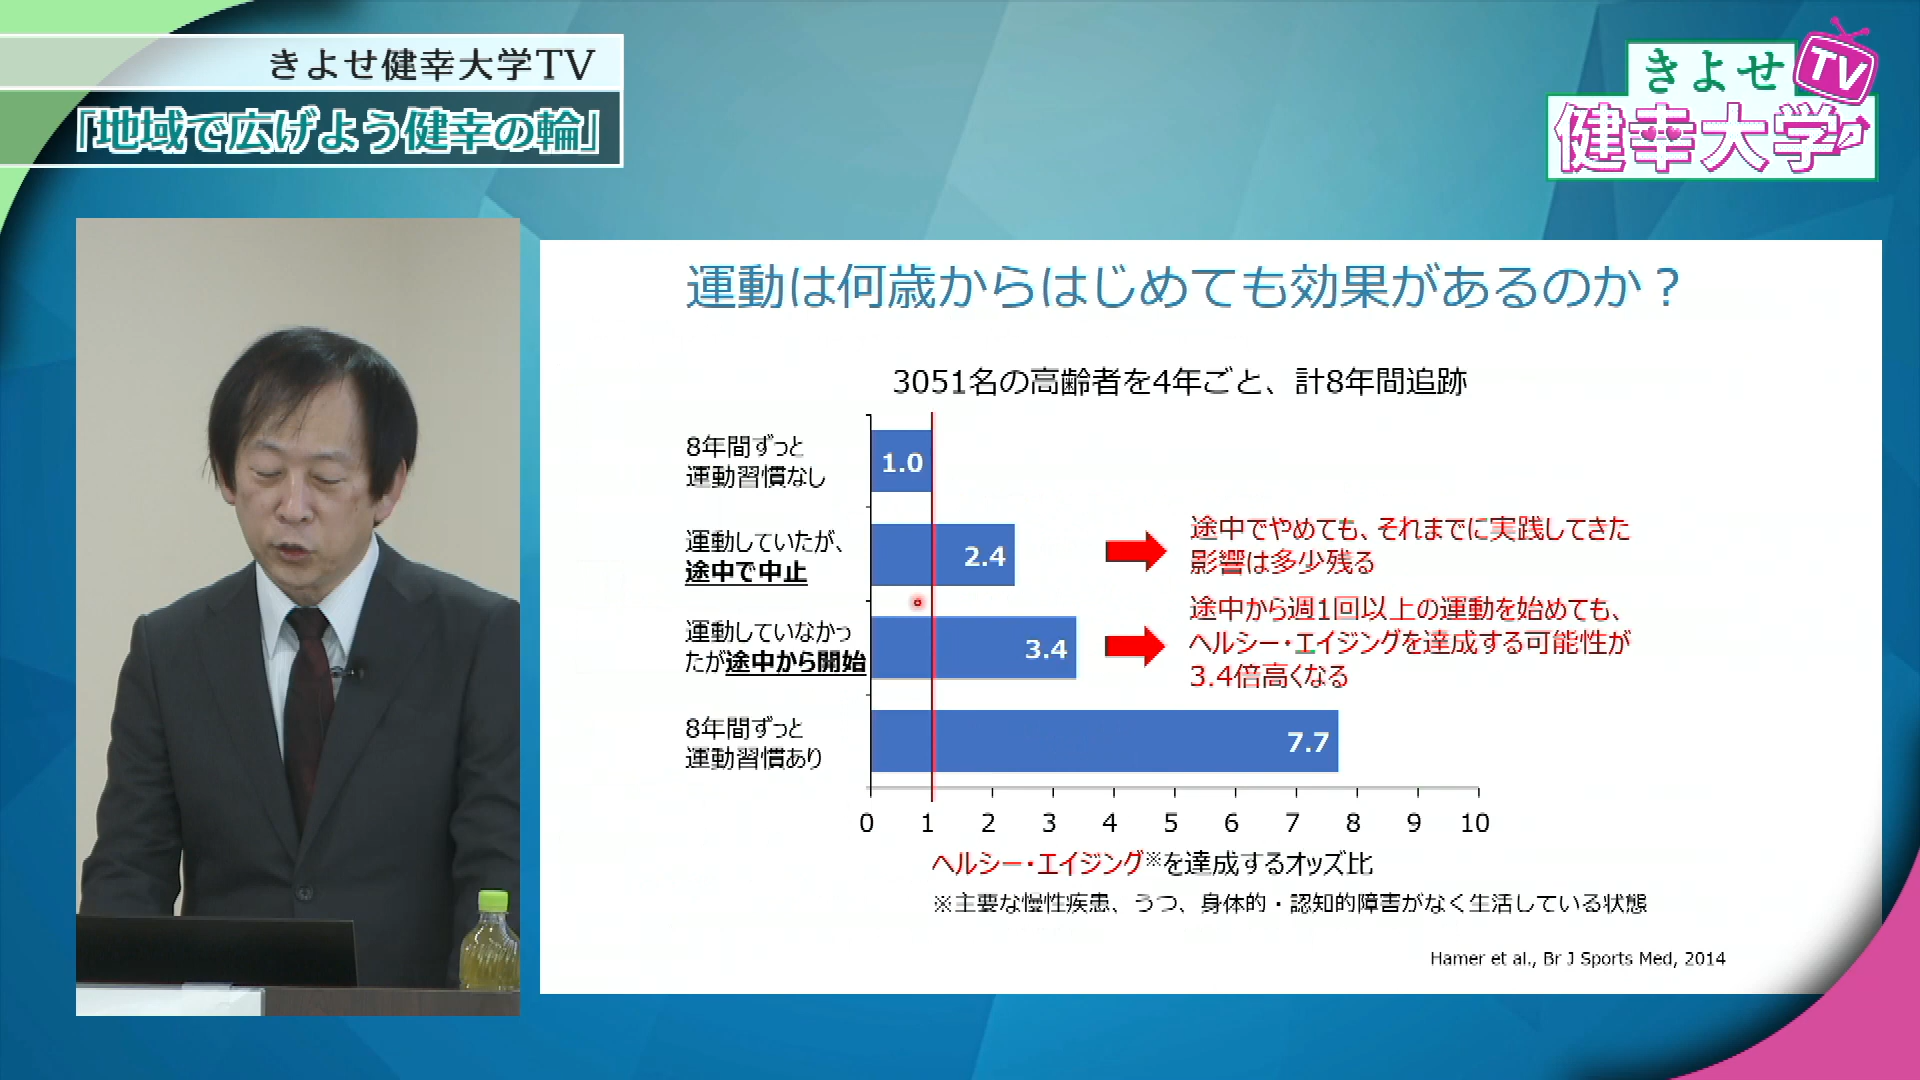 きよせ健幸大学TV
「地域で広げよう健幸の輪」
きよせ
TV
健幸大学
運動は何歳からはじめても効果があるのか？
3051名の高齢者を4年ごと、計8年間追跡
8年間ずっと
運動習慣なし
1.0
運動していたが、
途中で中止
2.4
途中でやめても、それまでに実践してきた
影響は多少残る
運動していなかっ
たが途中から開始
3.4
途中から週1回以上の運動を始めても、
ヘルシー・エイジングを達成する可能性が
3.4倍高くなる
8年間ずっと
運動習慣あり
7.7
0 1 2 3 4 5 6 7 8 9 10
ヘルシー・エイジング※を達成するオッズ比
※主要な慢性疾患、うつ、身体的・認知的障害がなく生活している状態
Hamer et al., Br J Sports Med, 2014